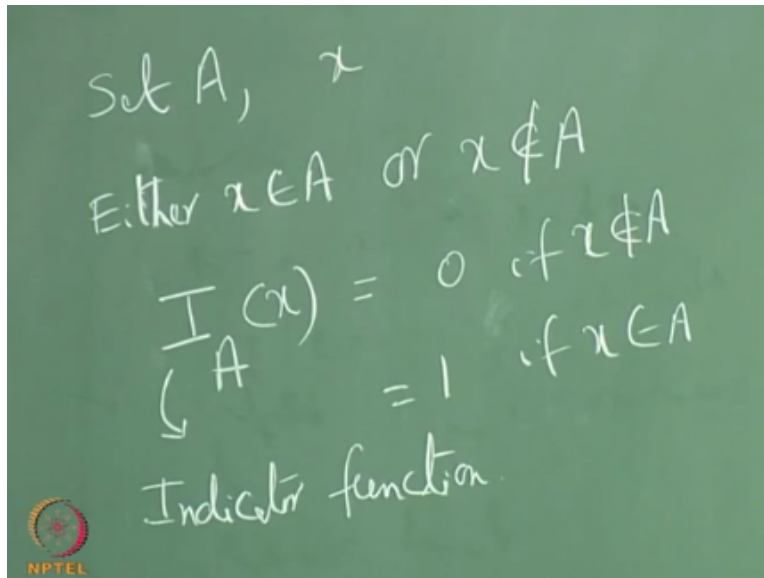 Set A, x
Either x ∈ A or x ∉ A
I_A (x) = 0 if x ∉ A
= 1 if x ∈ A
Indicator function.
NPTEL